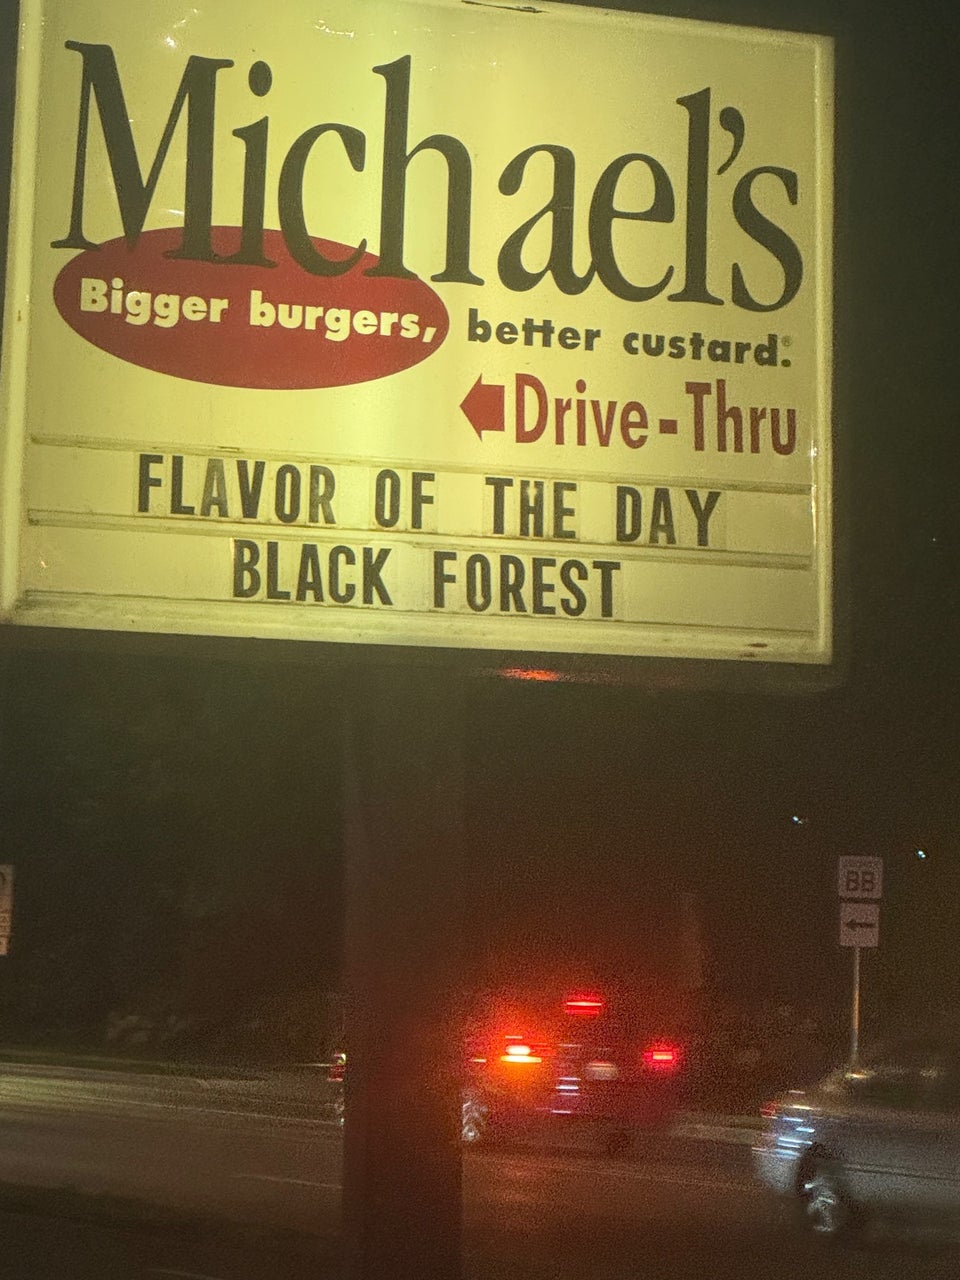 Michael's
Bigger burgers, better custard.®
Drive-Thru
FLAVOR OF THE DAY
BLACK FOREST
BB